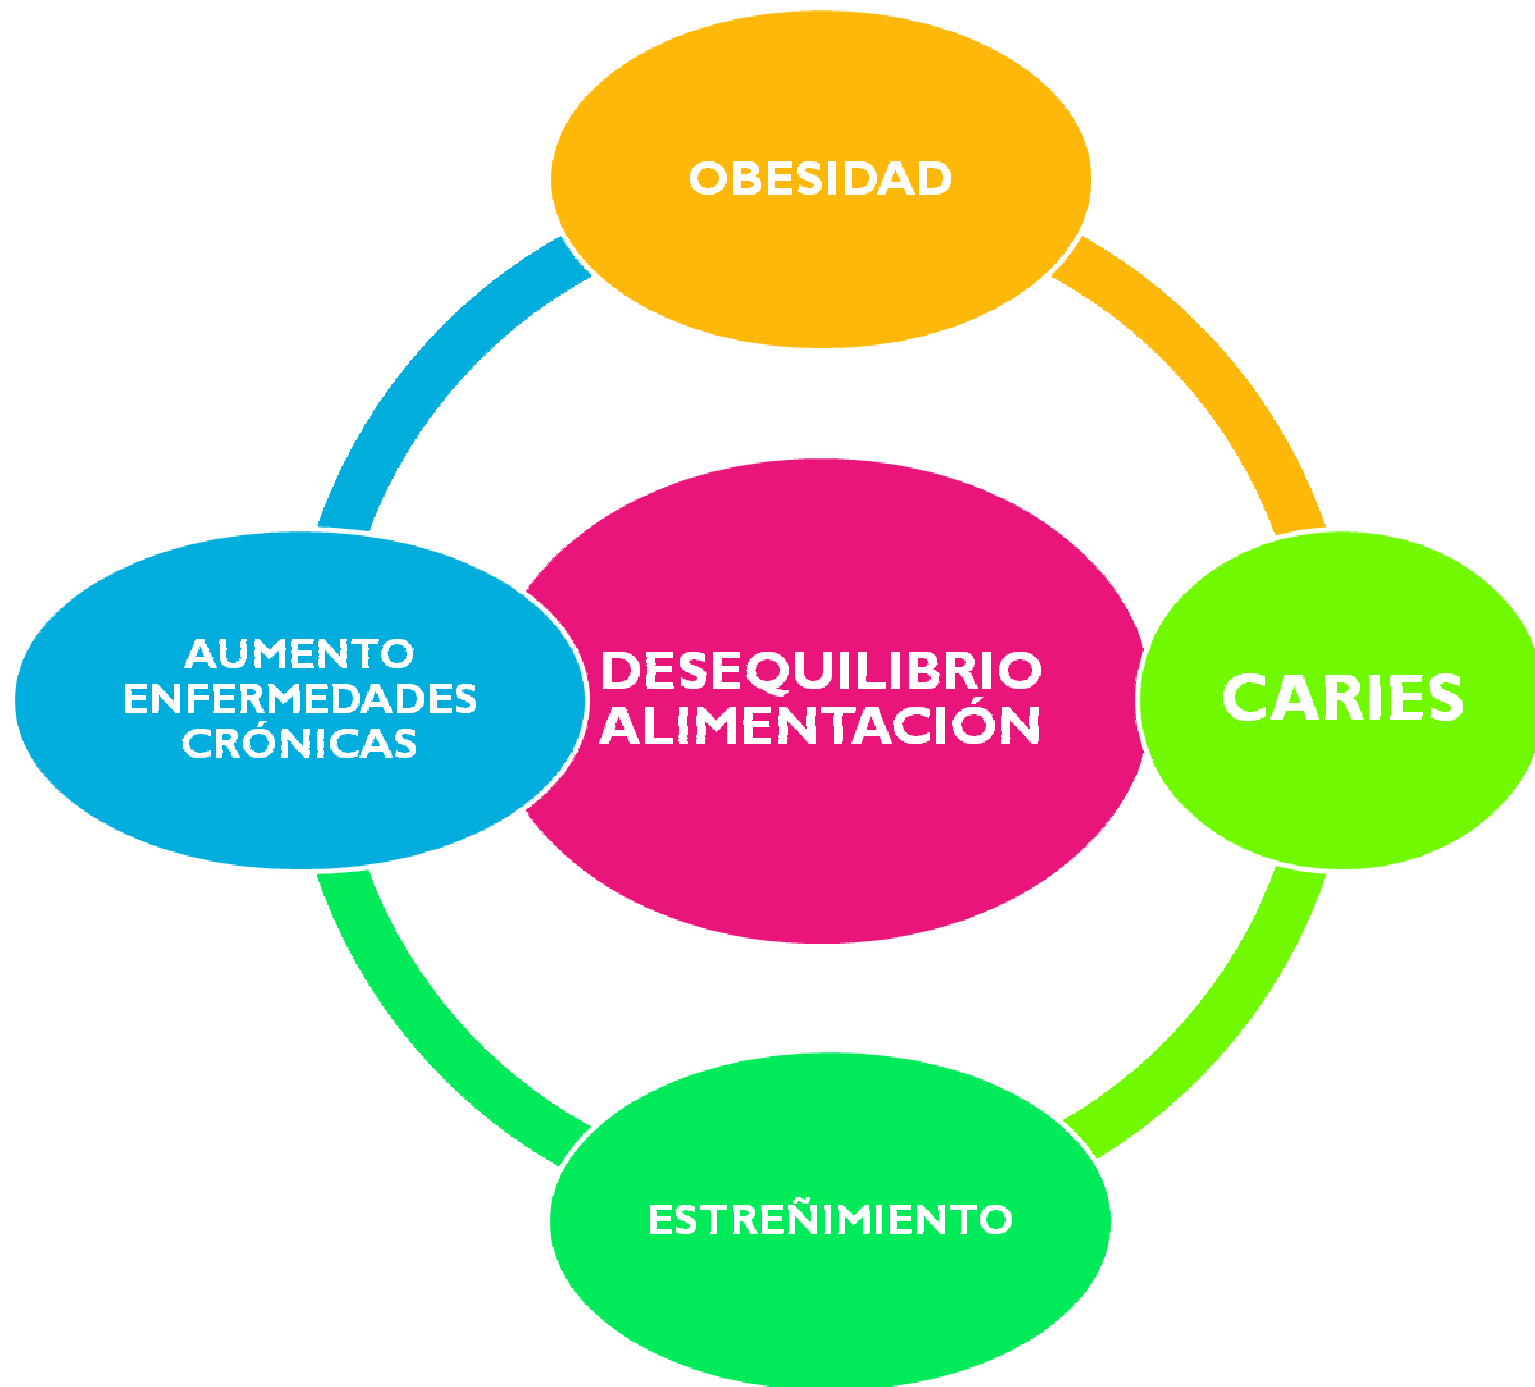 OBESIDAD
AUMENTO
ENFERMEDADES
CRÓNICAS
DESEQUILIBRIO
ALIMENTACIÓN
CARIES
ESTREÑIMIENTO